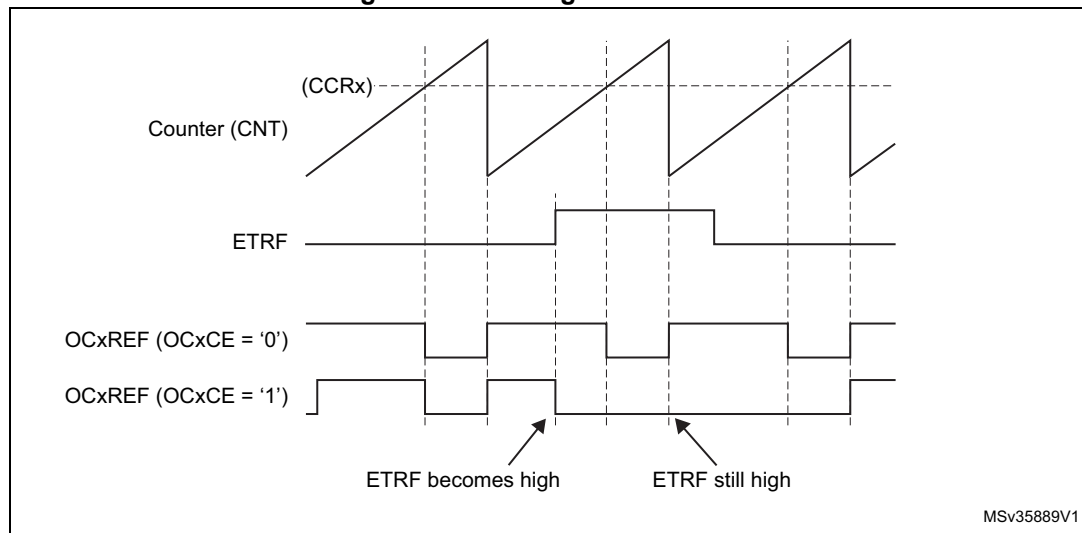 (CCRx)
Counter (CNT)
ETRF
OCxREF (OCxCE = ‘0’)
OCxREF (OCxCE = ‘1’)
ETRF becomes high
ETRF still high
MSv35889V1